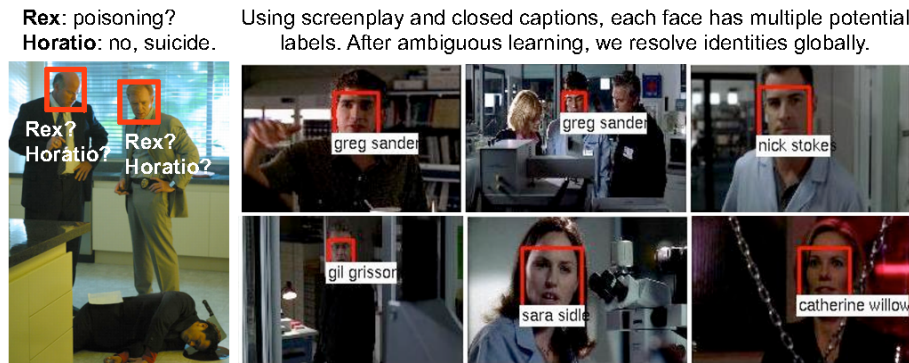 Rex: poisoning?
Horatio: no, suicide.
Using screenplay and closed captions, each face has multiple potential
labels. After ambiguous learning, we resolve identities globally.
Rex?
Horatio?
Rex?
Horatio?
greg sander
greg sander
nick stokes
gil grisson
sara sidle
catherine willow